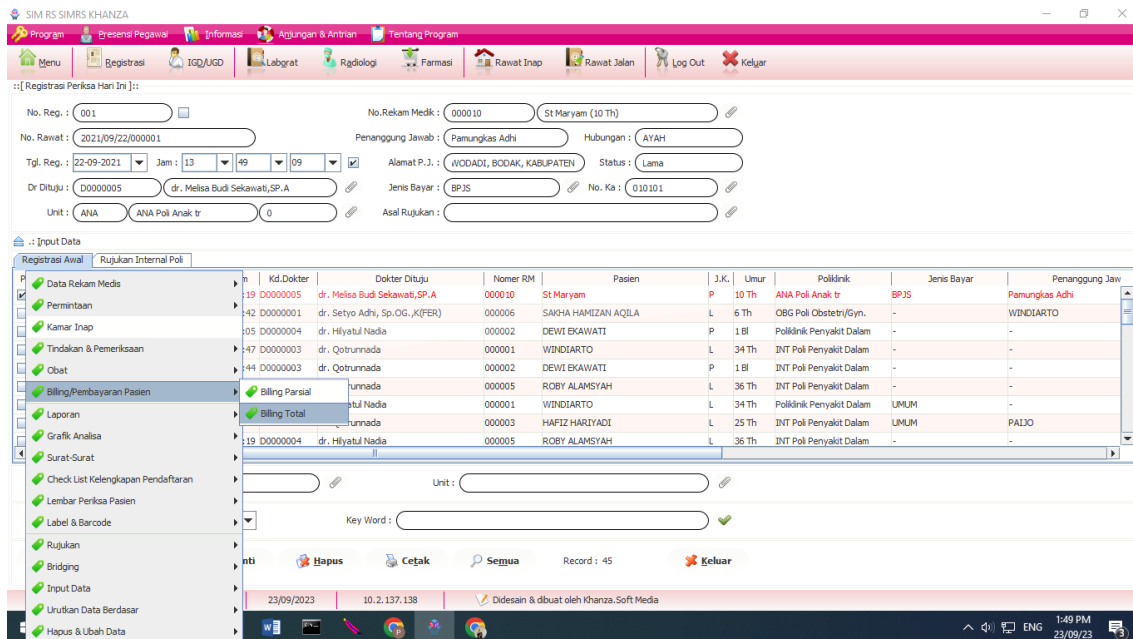 SIM RS SIMRS KHANZA
Program Presensi Pegawai Informasi Anjungan & Antrian Tentang Program
Menu Registrasi IGD/UGD Laborat Radiologi Farmasi Rawat Inap Rawat Jalan Log Out Keluar
::[ Registrasi Periksa Hari Ini ]::
No. Reg. : 001 No.Rekam Medik : 000010 St Maryam (10 Th)
No. Rawat : 2021/09/22/000001 Penanggung Jawab : Pamungkas Adhi Hubungan : AYAH
Tgl. Reg. : 22-09-2021 Jam : 13 49 09 Alamat P.J. : WODADI, BODAK, KABUPATEN Status : Lama
Dr Dituju : D0000005 dr. Melisa Budi Sekawati,SP.A Jenis Bayar : BPJS No. Ka : 010101
Unit : ANA ANA Poli Anak tr 0 Asal Rujukan :
.: Input Data
Registrasi Awal Rujukan Internal Poli
P m Kd.Dokter Dokter Dituju Nomer RM Pasien J.K. Umur Poliklinik Jenis Bayar Penanggung Jaw
:19 D0000005 dr. Melisa Budi Sekawati,SP.A 000010 St Maryam P 10 Th ANA Poli Anak tr BPJS Pamungkas Adhi
:42 D0000001 dr. Setyo Adhi, Sp.OG.,K(FER) 000006 SAKHA HAMIZAN AQILA L 6 Th OBG Poli Obstetri/Gyn. - WINDIARTO
:05 D0000004 dr. Hilyatul Nadia 000002 DEWI EKAWATI P 1 Bl Poliklinik Penyakit Dalam - -
:47 D0000003 dr. Qotrunnada 000001 WINDIARTO L 34 Th INT Poli Penyakit Dalam - -
:44 D0000003 dr. Qotrunnada 000002 DEWI EKAWATI P 1 Bl INT Poli Penyakit Dalam - -
runnada 000005 ROBY ALAMSYAH L 36 Th INT Poli Penyakit Dalam - -
atul Nadia 000001 WINDIARTO L 34 Th Poliklinik Penyakit Dalam UMUM -
runnada 000003 HAFIZ HARIYADI L 25 Th INT Poli Penyakit Dalam UMUM PAIJO
:19 D0000004 dr. Hilyatul Nadia 000005 ROBY ALAMSYAH L 36 Th INT Poli Penyakit Dalam - -
Data Rekam Medis
Permintaan
Kamar Inap
Tindakan & Pemeriksaan
Obat
Billing/Pembayaran Pasien
Billing Parsial
Billing Total
Laporan
Grafik Analisa
Surat-Surat
Check List Kelengkapan Pendaftaran
Lembar Periksa Pasien
Label & Barcode
Rujukan
Bridging
Input Data
Urutkan Data Berdasar
Hapus & Ubah Data
Unit :
Key Word :
nti Hapus Cetak Semua Record : 45 Keluar
23/09/2023 10.2.137.138 Didesain & dibuat oleh Khanza.Soft Media
ENG 1:49 PM
23/09/23 3